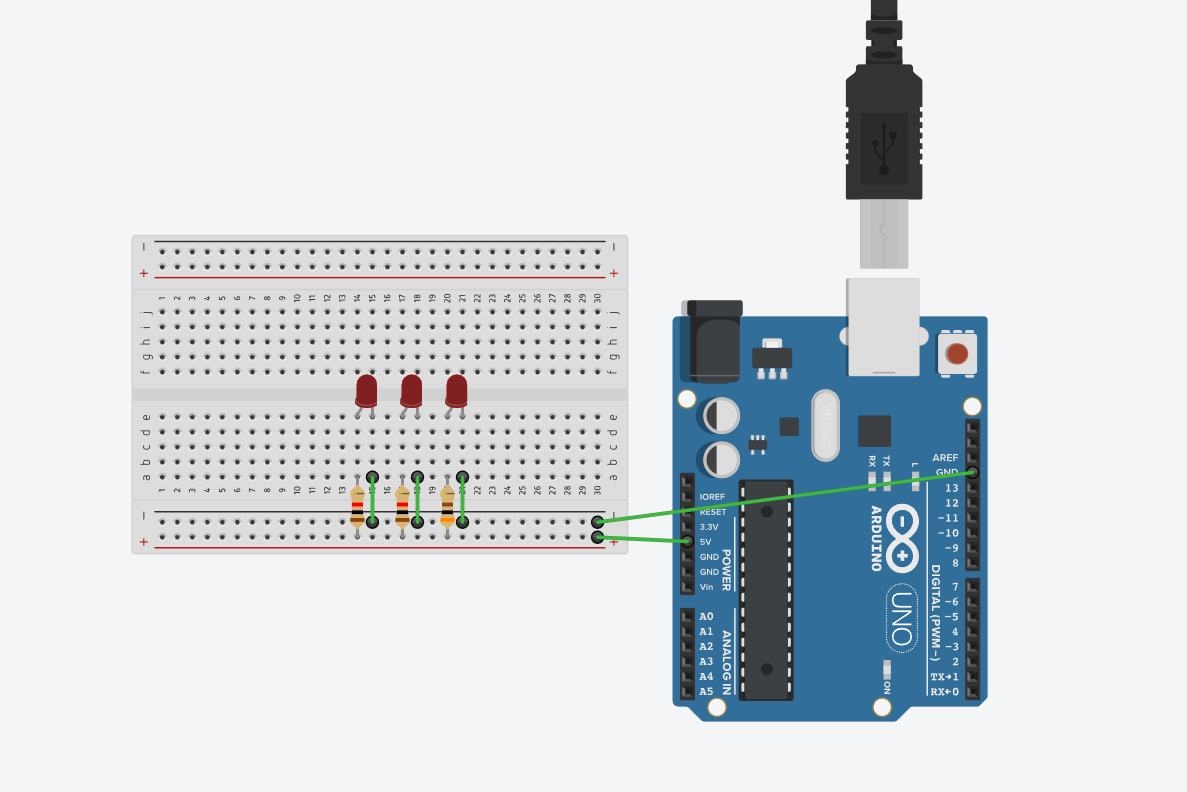 − −
+ +
1 2 3 4 5 6 7 8 9 10 11 12 13 14 15 16 17 18 19 20 21 22 23 24 25 26 27 28 29 30
j j
i i
h h
g g
f f
e e
d d
c c
b b
a a
1 2 3 4 5 6 7 8 9 10 11 12 13 15 16 18 19 21 22 23 24 25 26 27 28 29 30
− −
+ +
IOREF
RESET
3.3V
5V
GND
GND
Vin
POWER
A0
A1
A2
A3
A4
A5
ANALOG IN
RX
TX
L
ARDUINO
UNO
ON
AREF
GND
13
12
~11
~10
~9
8
7
~6
~5
4
~3
2
TX→1
RX←0
DIGITAL (PWM~)